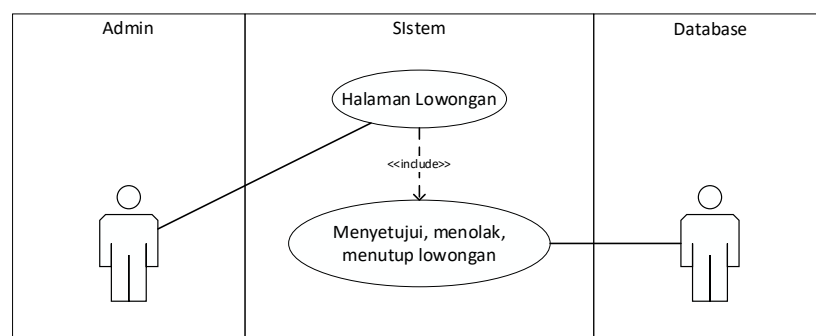 Admin
SIstem
Database
Halaman Lowongan
<<include>>
Menyetujui, menolak,
menutup lowongan